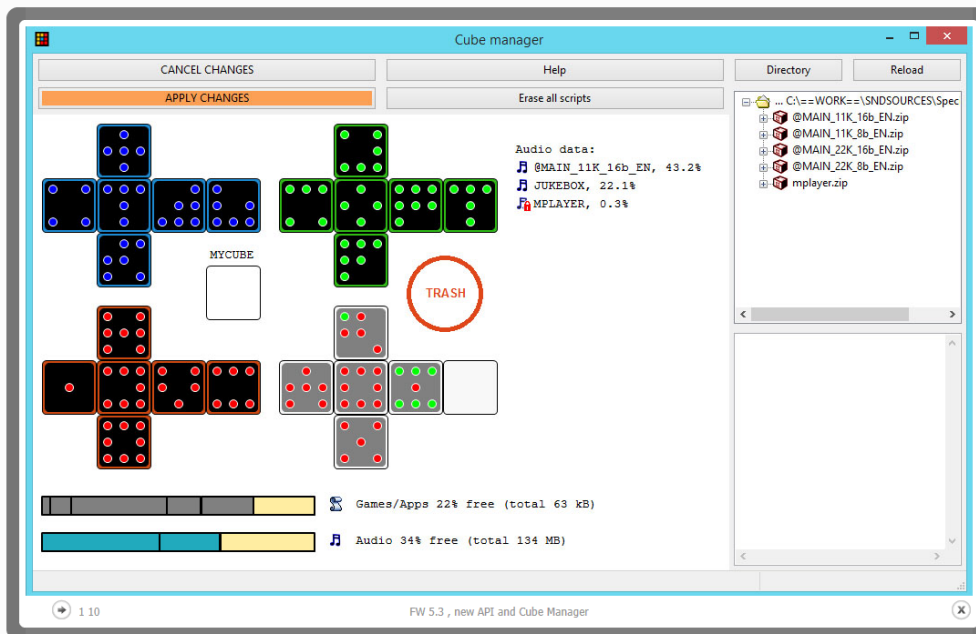 Cube manager
CANCEL CHANGES
Help
Directory
Reload
APPLY CHANGES
Erase all scripts
... C:\==WORK==\SNDSOURCES\Spec
@MAIN_11K_16b_EN.zip
@MAIN_11K_8b_EN.zip
@MAIN_22K_16b_EN.zip
@MAIN_22K_8b_EN.zip
mplayer.zip
Audio data:
@MAIN_11K_16b_EN, 43.2%
JUKEBOX, 22.1%
MPLAYER, 0.3%
MYCUBE
TRASH
Games/Apps 22% free (total 63 kB)
Audio 34% free (total 134 MB)
1 10
FW 5.3 , new API and Cube Manager